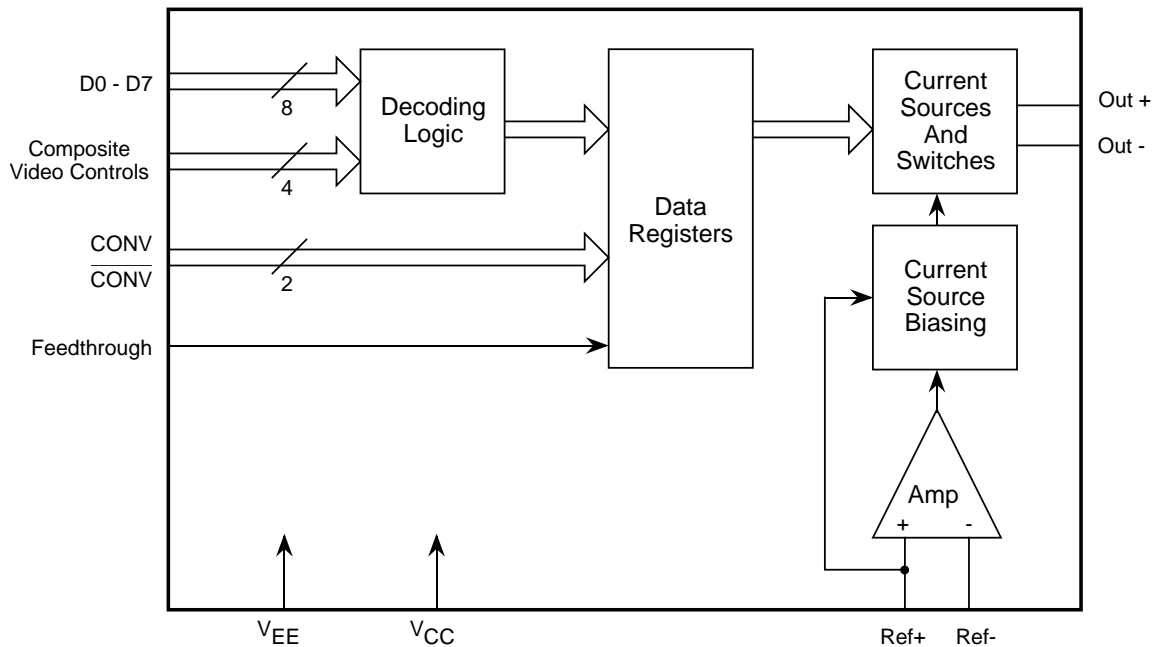 D0 - D7
8
Composite
Video Controls
4
CONV
CONV
2
Feedthrough
Decoding
Logic
Data
Registers
Current
Sources
And
Switches
Out +
Out -
Current
Source
Biasing
Amp
+ -
VEE
VCC
Ref+
Ref-